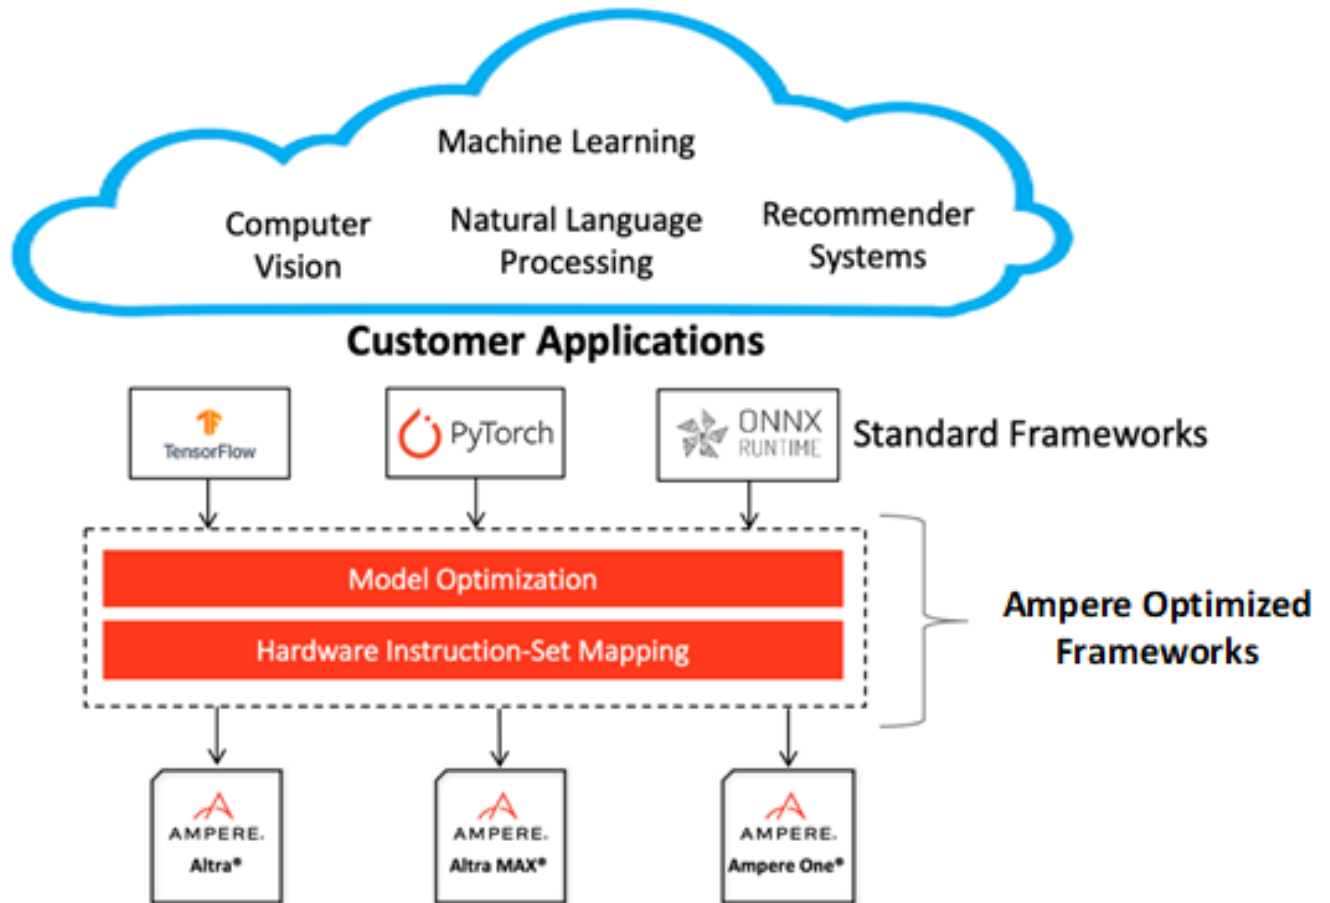 Machine Learning
Computer
Vision
Natural Language
Processing
Recommender
Systems
Customer Applications
TensorFlow
PyTorch
ONNX
RUNTIME
Standard Frameworks
Model Optimization
Hardware Instruction-Set Mapping
Ampere Optimized
Frameworks
AMPERE.
Altra®
AMPERE.
Altra MAX®
AMPERE.
Ampere One®